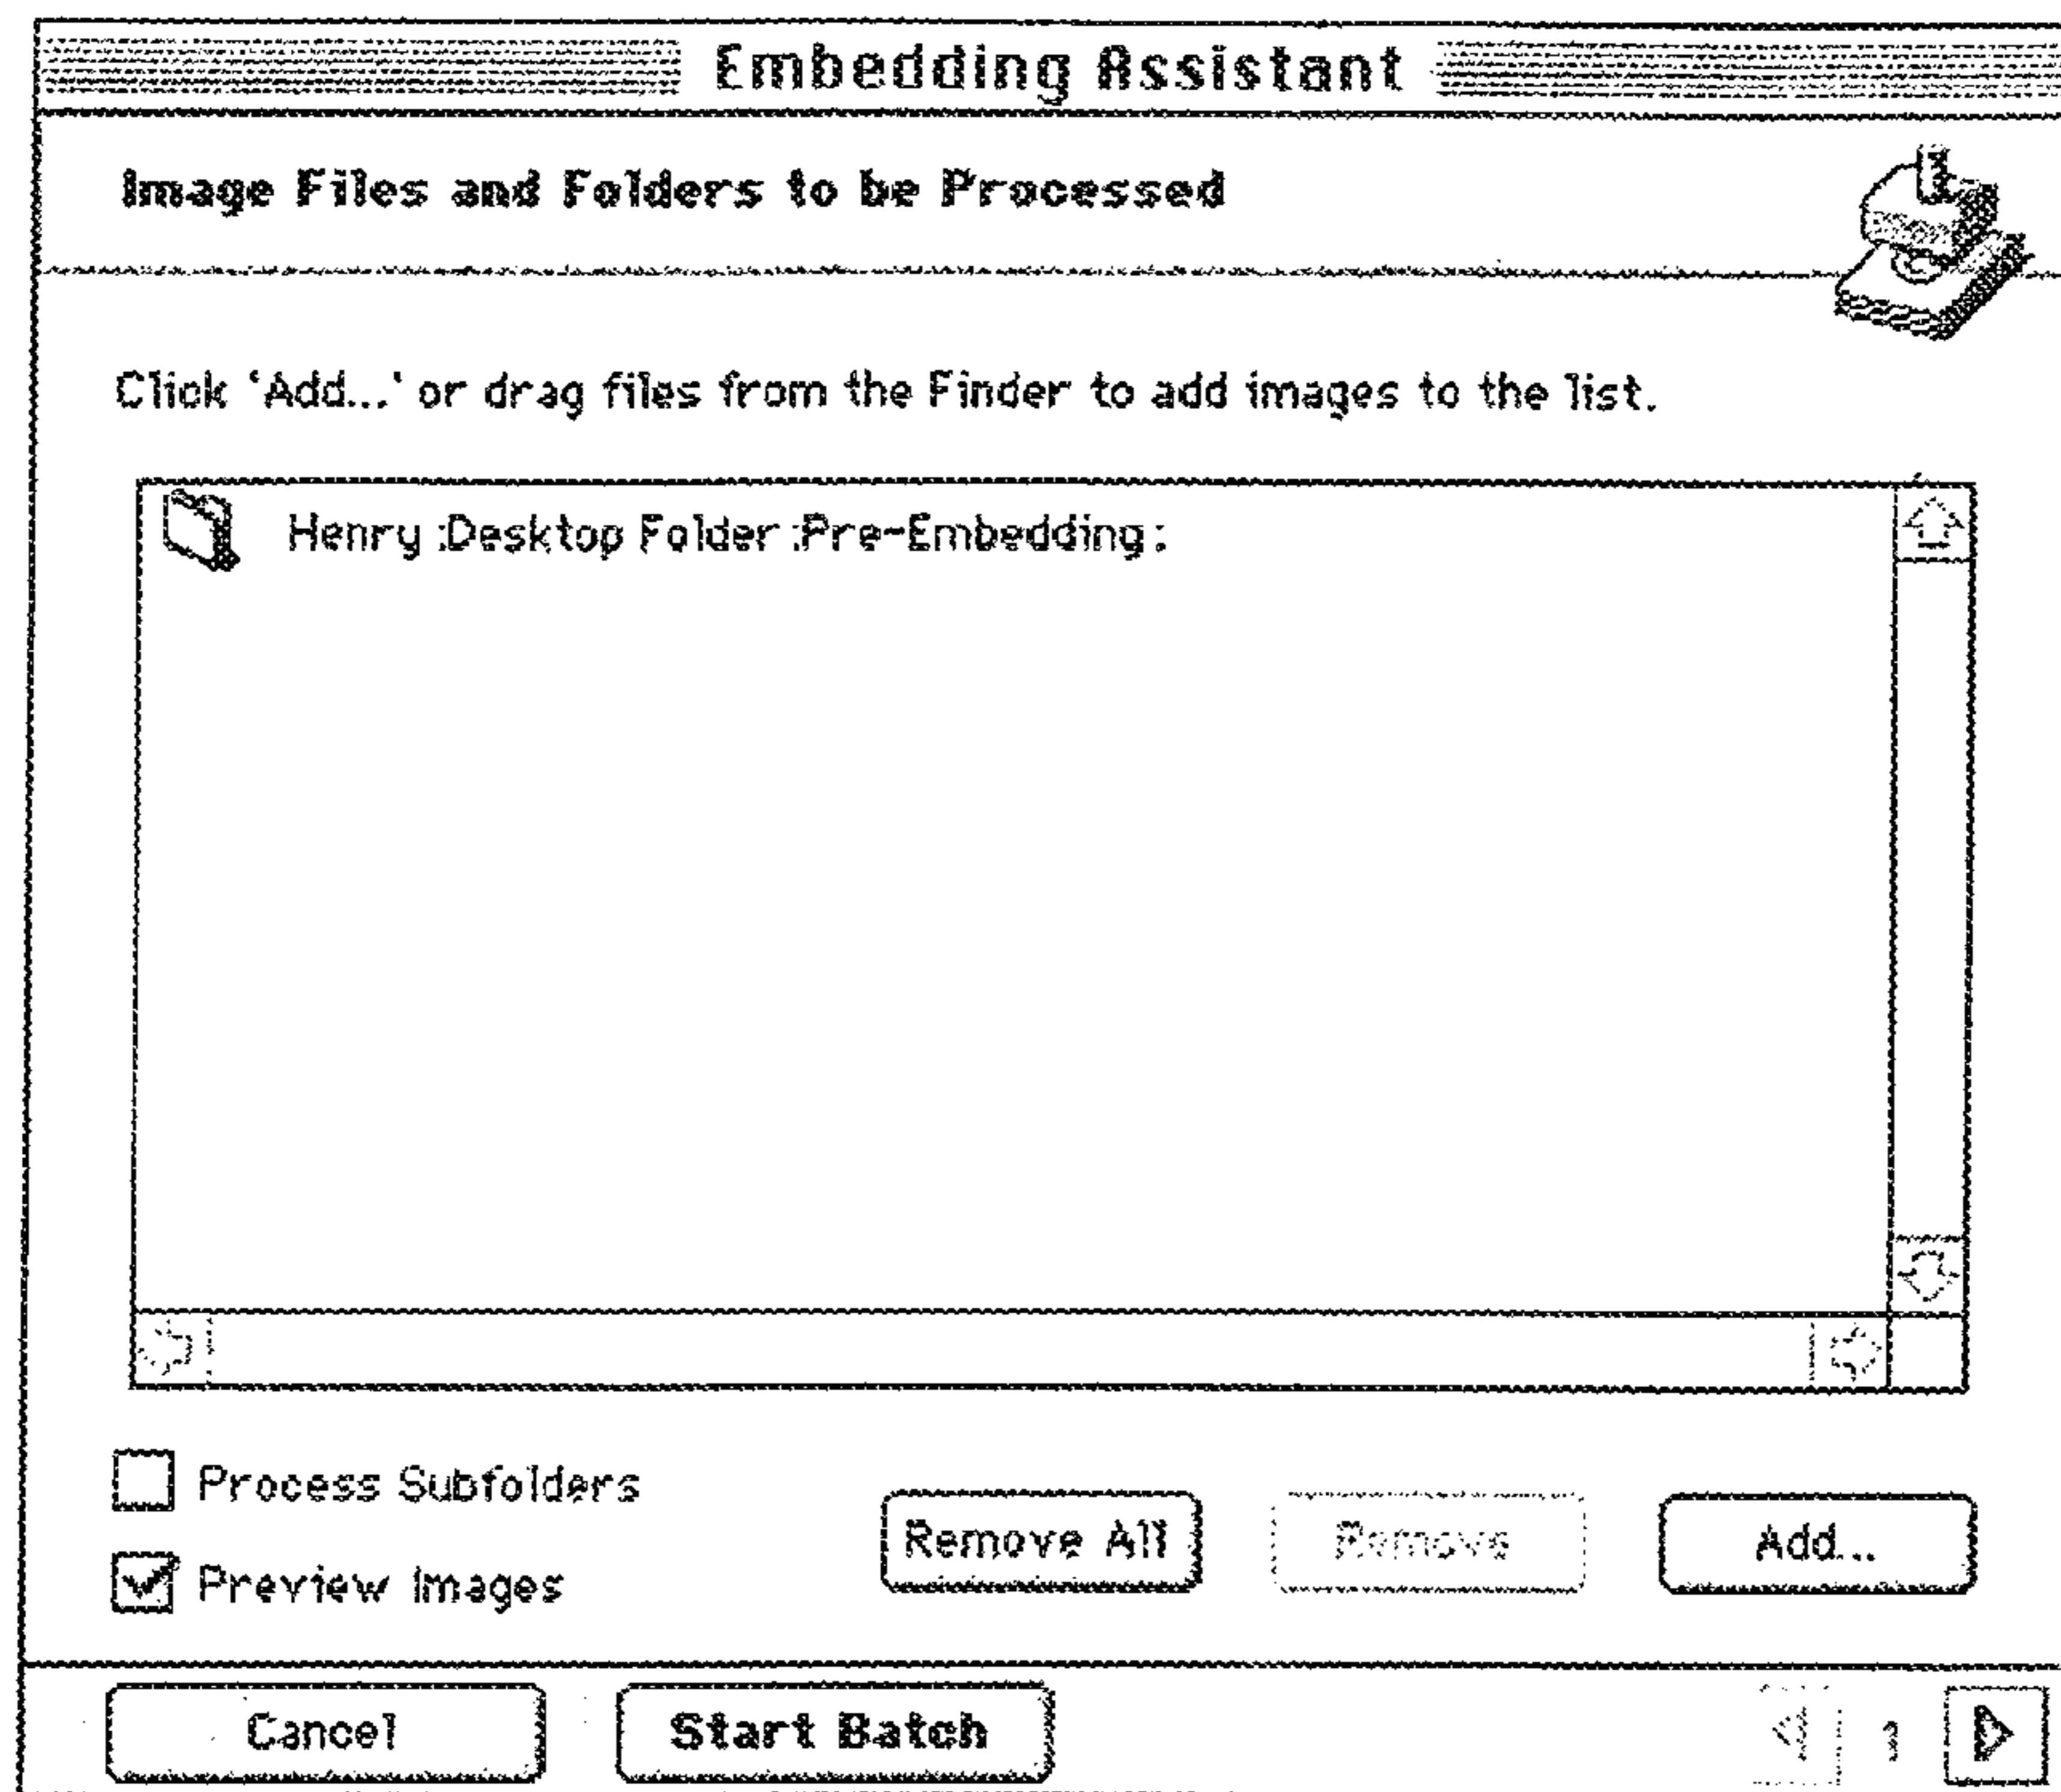 Embedding Assistant
Image Files and Folders to be Processed
Click 'Add...' or drag files from the Finder to add images to the list.
Henry:Desktop Folder:Pre-Embedding:
Process Subfolders
Preview Images
Remove All
Remove
Add...
Cancel
Start Batch
1